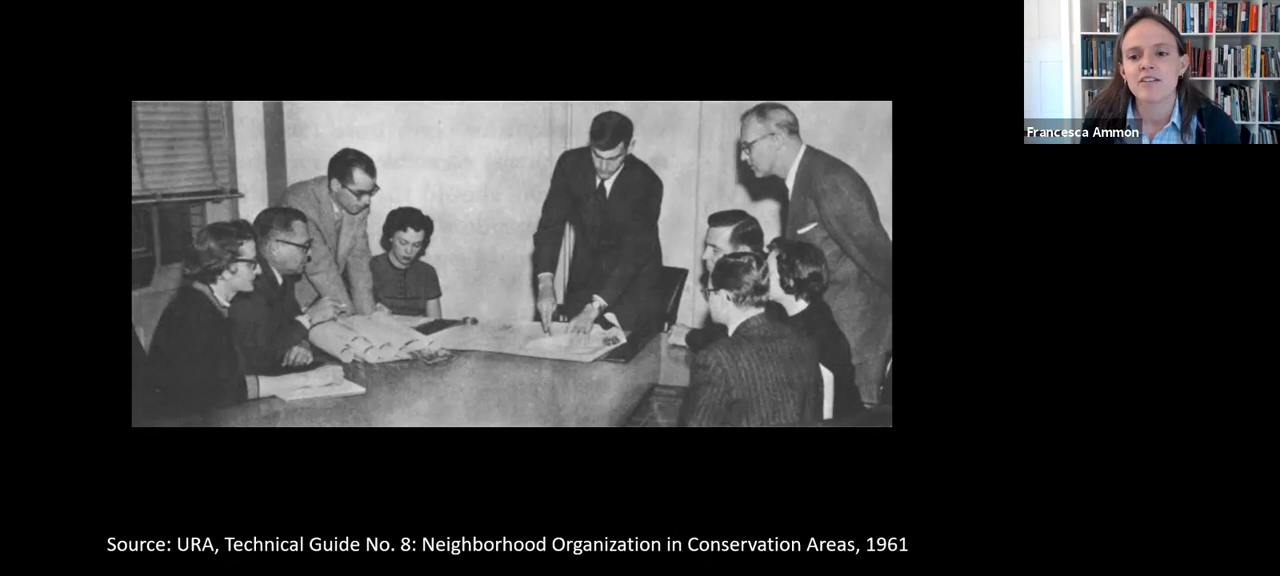 Francesca Ammon
Source: URA, Technical Guide No. 8: Neighborhood Organization in Conservation Areas, 1961